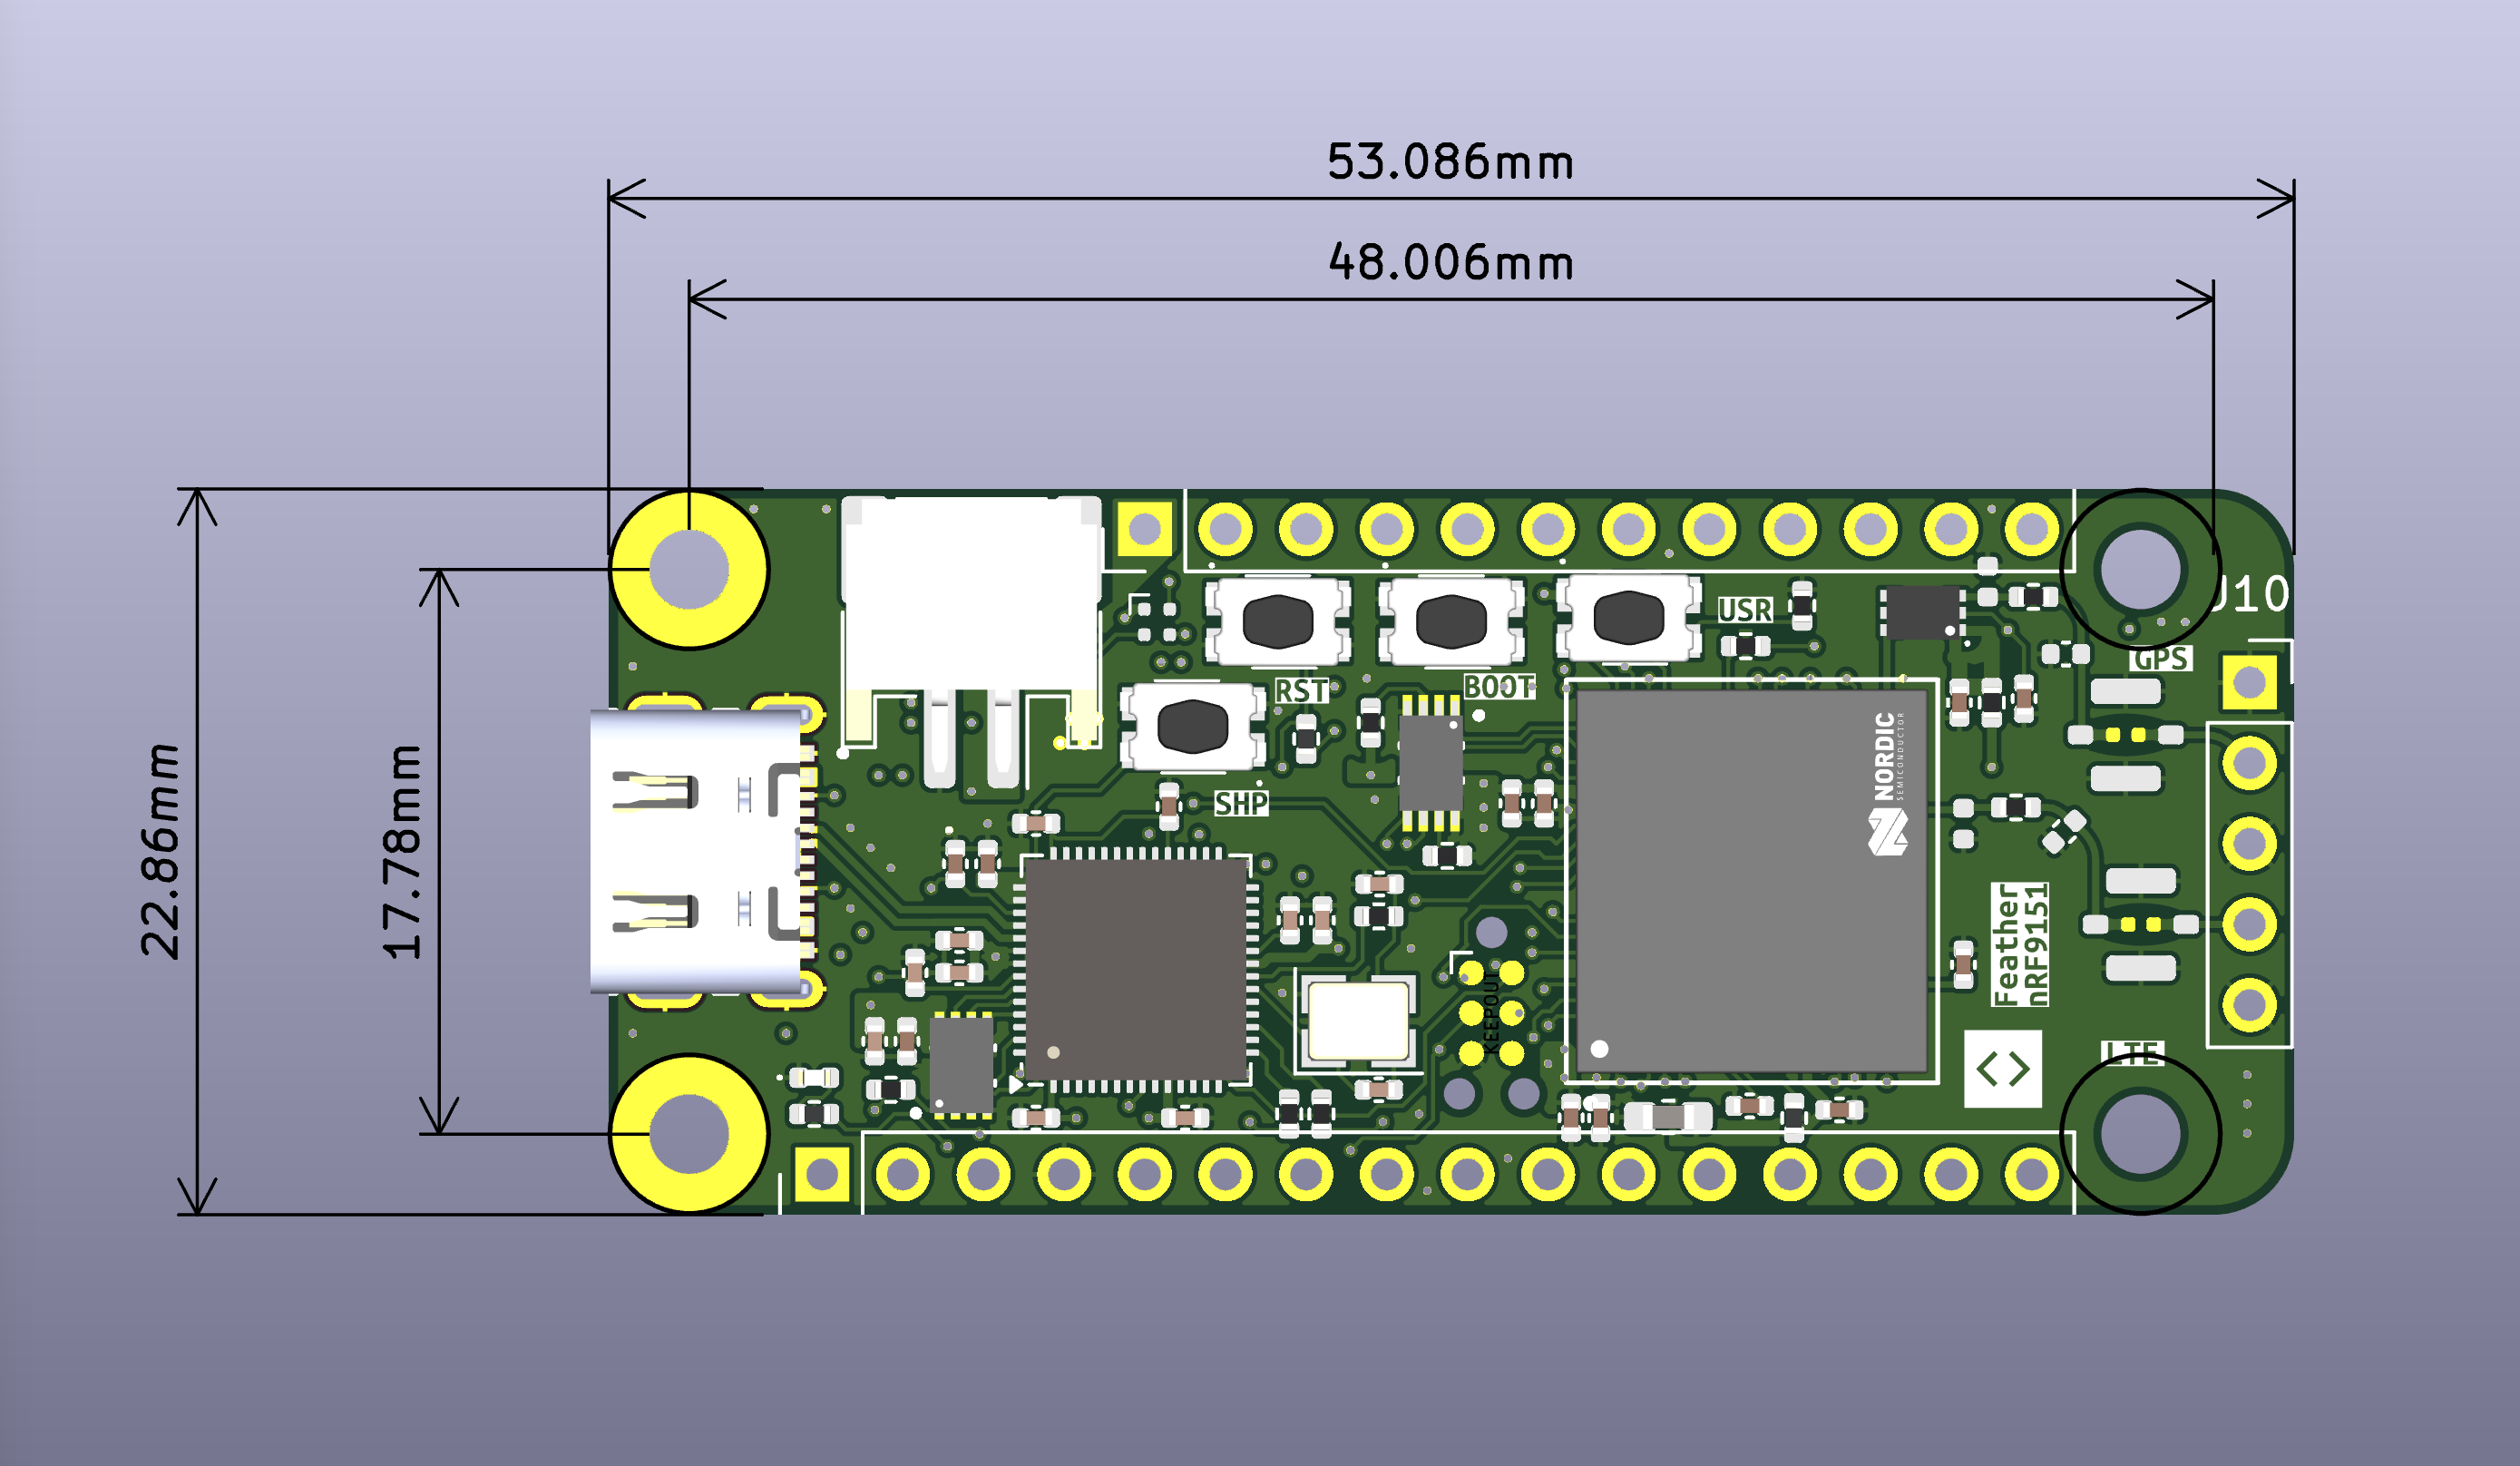 53.086mm
48.006mm
22.86mm
17.78mm
J10
USR
GPS
RST
BOOT
NORDIC
SEMICONDUCTOR
SHP
Feather
nRF9151
KEEPOUT
LTE